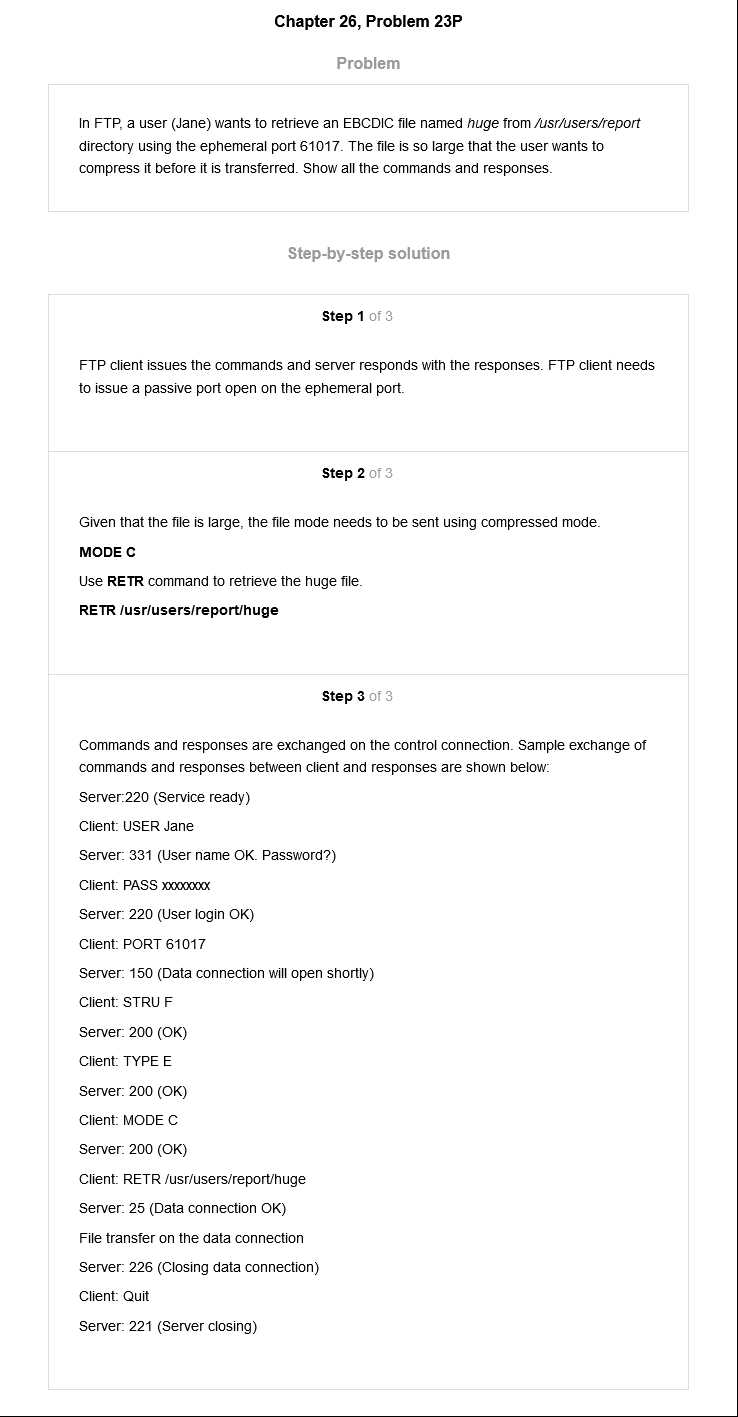 Chapter 26, Problem 23P
Problem
In FTP, a user (Jane) wants to retrieve an EBCDIC file named huge from /usr/users/report
directory using the ephemeral port 61017. The file is so large that the user wants to
compress it before it is transferred. Show all the commands and responses.
Step-by-step solution
Step 1 of 3
FTP client issues the commands and server responds with the responses. FTP client needs
to issue a passive port open on the ephemeral port.
Step 2 of 3
Given that the file is large, the file mode needs to be sent using compressed mode.
MODE C
Use RETR command to retrieve the huge file.
RETR /usr/users/report/huge
Step 3 of 3
Commands and responses are exchanged on the control connection. Sample exchange of
commands and responses between client and responses are shown below:
Server:220 (Service ready)
Client: USER Jane
Server: 331 (User name OK. Password?)
Client: PASS xxxxxxxx
Server: 220 (User login OK)
Client: PORT 61017
Server: 150 (Data connection will open shortly)
Client: STRU F
Server: 200 (OK)
Client: TYPE E
Server: 200 (OK)
Client: MODE C
Server: 200 (OK)
Client: RETR /usr/users/report/huge
Server: 25 (Data connection OK)
File transfer on the data connection
Server: 226 (Closing data connection)
Client: Quit
Server: 221 (Server closing)